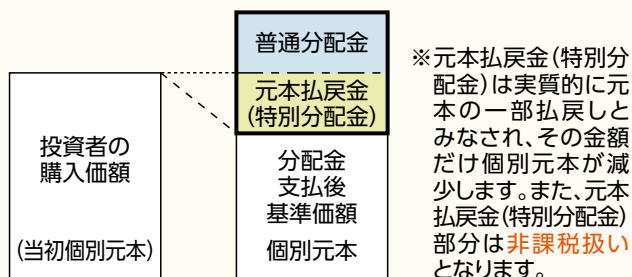 投資者の
購入価額
(当初個別元本)
普通分配金
元本払戻金
(特別分配金)
分配金
支払後
基準価額
個別元本
※元本払戻金(特別分
配金)は実質的に元
本の一部払戻しと
みなされ、その金額
だけ個別元本が減
少します。また、元本
払戻金(特別分配金)
部分は非課税扱い
となります。